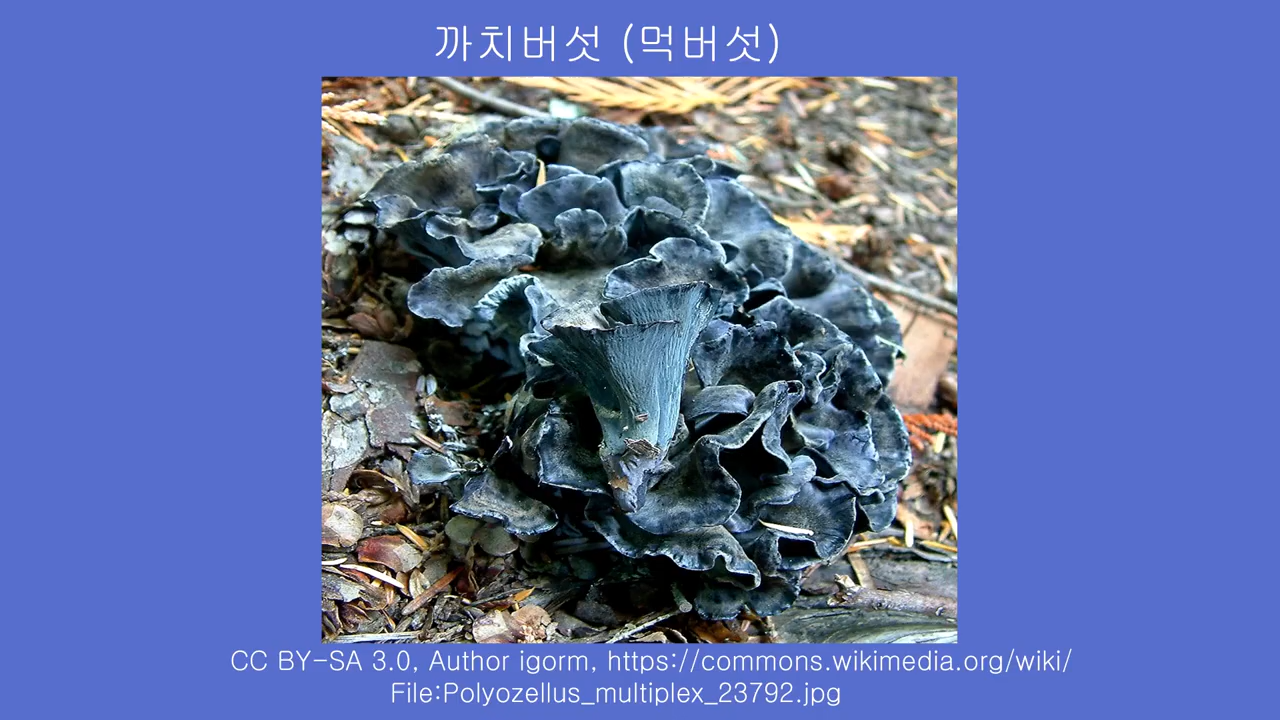 까치버섯 (먹버섯)
CC BY-SA 3.0, Author igorm, https://commons.wikimedia.org/wiki/
File:Polyozellus_multiplex_23792.jpg